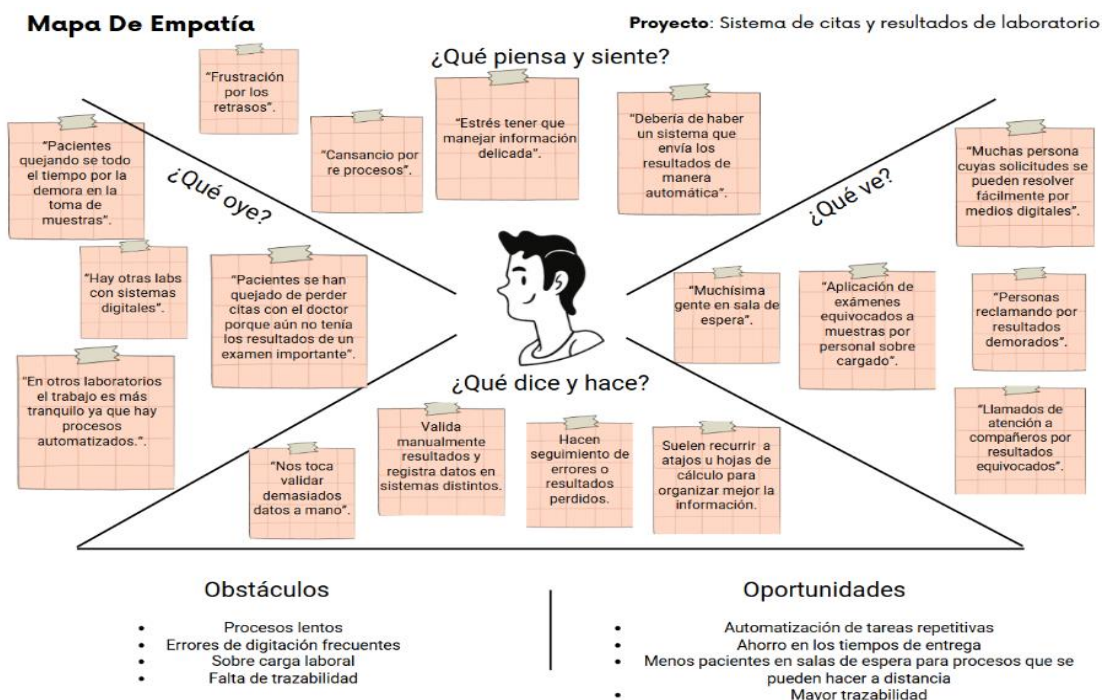 Mapa De Empatía
Proyecto: Sistema de citas y resultados de laboratorio
¿Qué piensa y siente?
“Frustración
por los
retrasos”.
“Cansancio por
re procesos”.
“Estrés tener que
manejar información
delicada”.
“Debería de haber
un sistema que
envía los
resultados de
manera
automática”.
¿Qué oye?
“Pacientes
quejando se todo
el tiempo por la
demora en la
toma de
muestras”.
“Hay otras labs
con sistemas
digitales”.
“Pacientes se han
quejado de perder
citas con el doctor
porque aún no tenía
los resultados de un
examen importante”.
“En otros laboratorios
el trabajo es más
tranquilo ya que hay
procesos
automatizados.”.
¿Qué ve?
“Muchas persona
cuyas solicitudes se
pueden resolver
fácilmente por
medios digitales”.
“Muchísima
gente en sala de
espera”.
“Aplicación de
exámenes
equivocados a
muestras por
personal sobre
cargado”.
“Personas
reclamando por
resultados
demorados”.
“Llamados de
atención a
compañeros por
resultados
equivocados”.
¿Qué dice y hace?
“Nos toca
validar
demasiados
datos a mano”.
Valida
manualmente
resultados y
registra datos en
sistemas distintos.
Hacen
seguimiento de
errores o
resultados
perdidos.
Suelen recurrir a
atajos u hojas de
cálculo para
organizar mejor la
información.
Obstáculos
• Procesos lentos
• Errores de digitación frecuentes
• Sobre carga laboral
• Falta de trazabilidad
Oportunidades
• Automatización de tareas repetitivas
• Ahorro en los tiempos de entrega
• Menos pacientes en salas de espera para procesos que se
pueden hacer a distancia
• Mayor trazabilidad